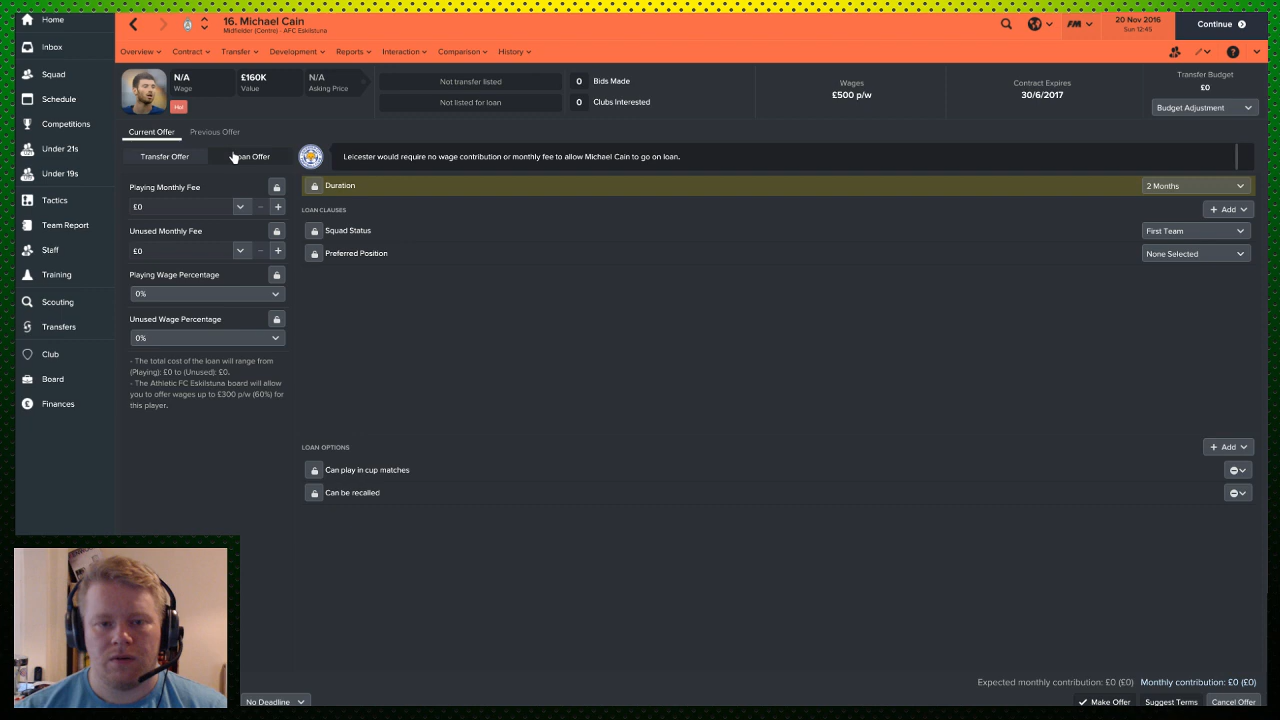 Home
Inbox
Squad
Schedule
Competitions
Under 21s
Under 19s
Tactics
Team Report
Staff
Training
Scouting
Transfers
Club
Board
Finances
16. Michael Cain
Midfielder (Centre) - AFC Eskilstuna
FM
20 Nov 2016
Sun 12:45
Continue
Overview
Contract
Transfer
Development
Reports
Interaction
Comparison
History
N/A
Wage
£160K
Value
N/A
Asking Price
Not transfer listed
Not listed for loan
0 Bids Made
0 Clubs Interested
Wages
£500 p/w
Contract Expires
30/6/2017
Transfer Budget
£0
Budget Adjustment
Current Offer
Previous Offer
Transfer Offer
Loan Offer
Leicester would require no wage contribution or monthly fee to allow Michael Cain to go on loan.
Playing Monthly Fee
£0
Unused Monthly Fee
£0
Playing Wage Percentage
0%
Unused Wage Percentage
0%
- The total cost of the loan will range from
(Playing): £0 to (Unused): £0.
- The Athletic FC Eskilstuna board will allow
you to offer wages up to £300 p/w (60%) for
this player.
Duration
2 Months
LOAN CLAUSES
Add
Squad Status
First Team
Preferred Position
None Selected
LOAN OPTIONS
Add
Can play in cup matches
Can be recalled
Expected monthly contribution: £0 (£0)
Monthly contribution: £0 (£0)
No Deadline
Make Offer
Suggest Terms
Cancel Offer